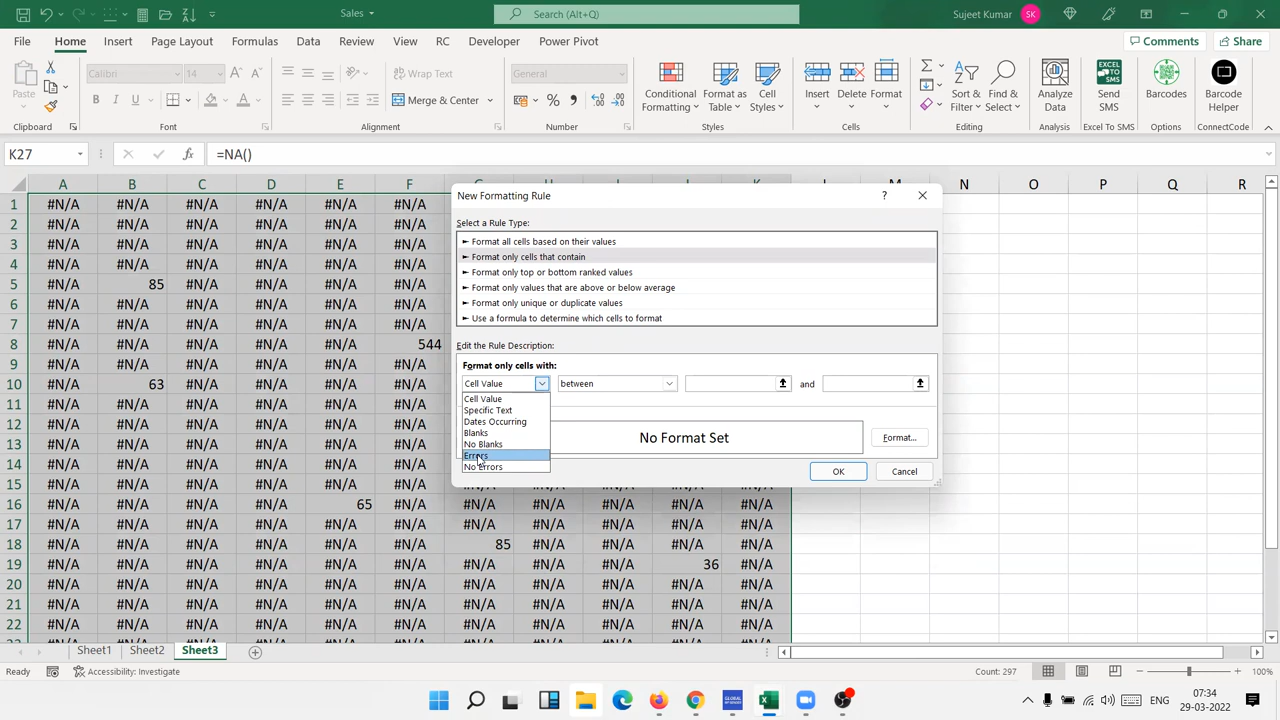 Sales
Search (Alt+Q)
Sujeet Kumar
SK
File
Home
Insert
Page Layout
Formulas
Data
Review
View
RC
Developer
Power Pivot
Comments
Share
Paste
Calibri
14
Wrap Text
General
Merge & Center
Conditional Formatting
Format as Table
Cell Styles
Insert
Delete
Format
Sort & Filter
Find & Select
Analyze Data
Send SMS
Barcodes
Barcode Helper
Clipboard
Font
Alignment
Number
Styles
Cells
Editing
Analysis
Excel To SMS
Options
ConnectCode
K27
=NA()
A B C D E F G H I J K L M N O P Q R
New Formatting Rule
Select a Rule Type:
► Format all cells based on their values
► Format only cells that contain
► Format only top or bottom ranked values
► Format only values that are above or below average
► Format only unique or duplicate values
► Use a formula to determine which cells to format
Edit the Rule Description:
Format only cells with:
Cell Value
between
and
Cell Value
Specific Text
Dates Occurring
Blanks
No Blanks
Errors
No Errors
No Format Set
Format...
OK
Cancel
1 #N/A #N/A #N/A #N/A #N/A #N/A
2 #N/A #N/A #N/A #N/A #N/A #N/A
3 #N/A #N/A #N/A #N/A #N/A #N/A
4 #N/A #N/A #N/A #N/A #N/A #N/A
5 #N/A 85 #N/A #N/A #N/A #N/A
6 #N/A #N/A #N/A #N/A #N/A #N/A
7 #N/A #N/A #N/A #N/A #N/A #N/A
8 #N/A #N/A #N/A #N/A #N/A 544
9 #N/A #N/A #N/A #N/A #N/A #N/A
10 #N/A 63 #N/A #N/A #N/A #N/A
11 #N/A #N/A #N/A #N/A #N/A #N/A
12 #N/A #N/A #N/A #N/A #N/A #N/A
13 #N/A #N/A #N/A #N/A #N/A #N/A
14 #N/A #N/A #N/A #N/A #N/A #N/A
15 #N/A #N/A #N/A #N/A #N/A #N/A #N/A #N/A #N/A #N/A #N/A
16 #N/A #N/A #N/A #N/A 65 #N/A #N/A #N/A #N/A #N/A #N/A
17 #N/A #N/A #N/A #N/A #N/A #N/A #N/A #N/A #N/A #N/A #N/A
18 #N/A #N/A #N/A #N/A #N/A #N/A 85 #N/A #N/A #N/A #N/A
19 #N/A #N/A #N/A #N/A #N/A #N/A #N/A #N/A #N/A 36 #N/A
20 #N/A #N/A #N/A #N/A #N/A #N/A #N/A #N/A #N/A #N/A #N/A
21 #N/A #N/A #N/A #N/A #N/A #N/A #N/A #N/A #N/A #N/A #N/A
22 #N/A #N/A #N/A #N/A #N/A #N/A #N/A #N/A #N/A #N/A #N/A
Sheet1
Sheet2
Sheet3
Ready
Accessibility: Investigate
Count: 297
100%
ENG
07:34
29-03-2022